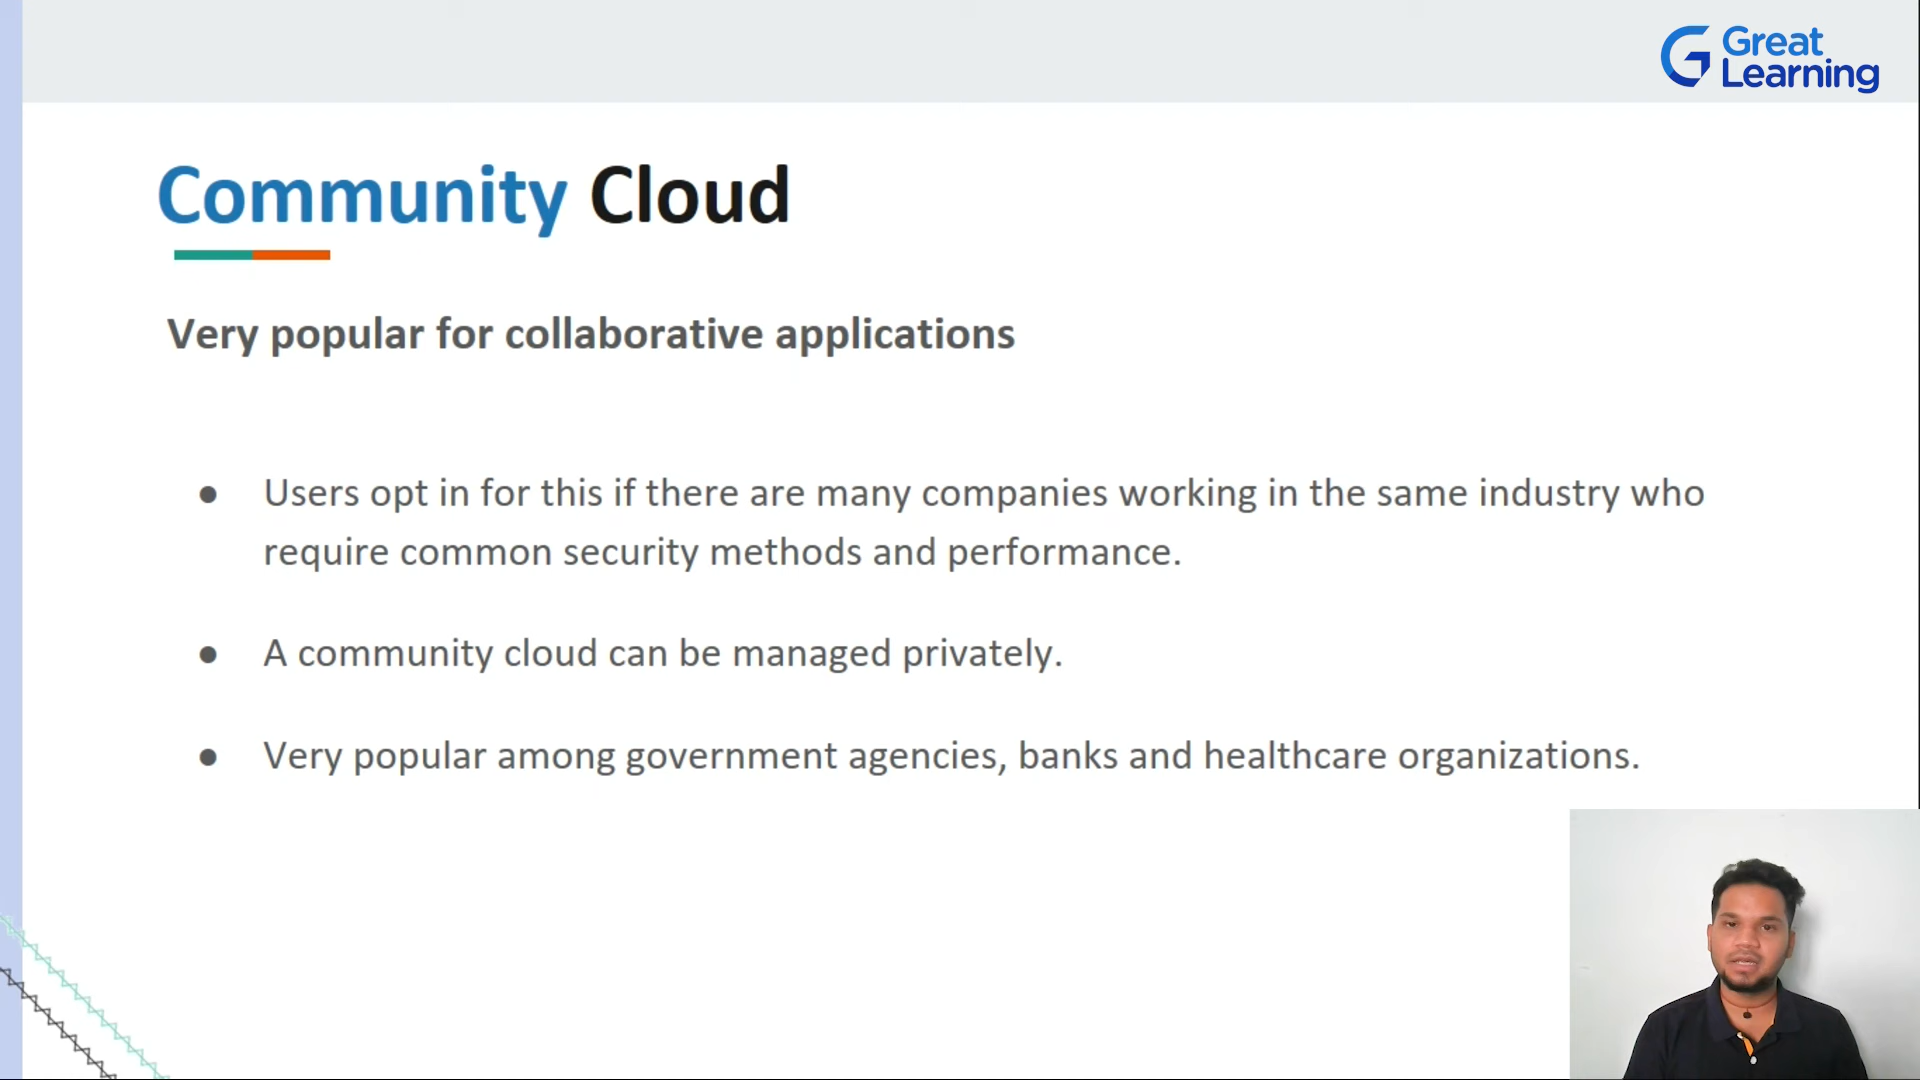 Great
Learning
Community Cloud
Very popular for collaborative applications
● Users opt in for this if there are many companies working in the same industry who
require common security methods and performance.
● A community cloud can be managed privately.
● Very popular among government agencies, banks and healthcare organizations.